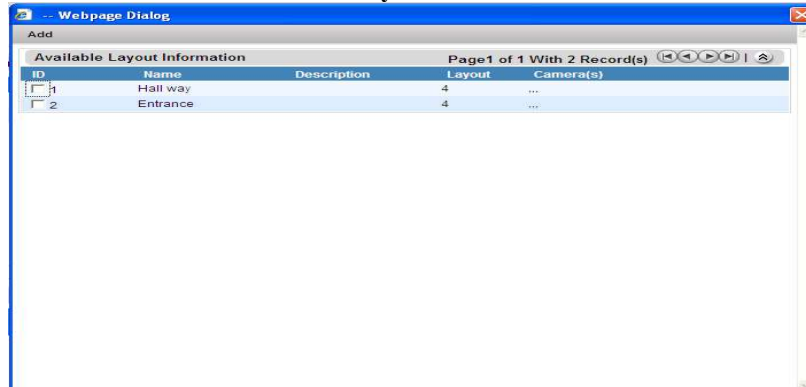 -- Webpage Dialog
Add
Available Layout Information Page1 of 1 With 2 Record(s) |
ID Name Description Layout Camera(s)
1 Hall way 4 ...
2 Entrance 4 ...